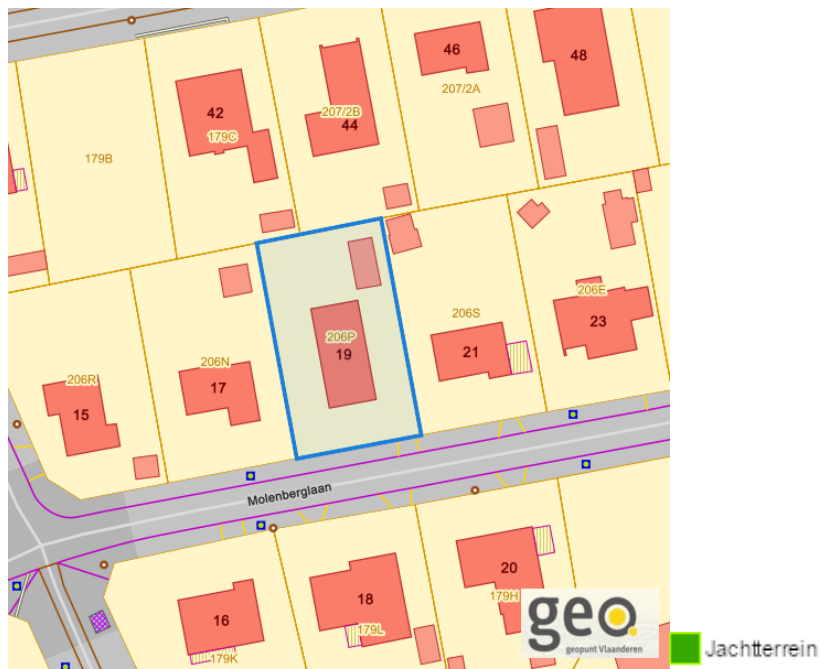 46
48
42
207/2A
207/2B
44
179C
179B
206P
19
206S
21
206E
23
206N
17
206R
15
Molenberglaan
20
18
16
179H
179L
179K
geo
geopunt Vlaanderen
Jachtterrein